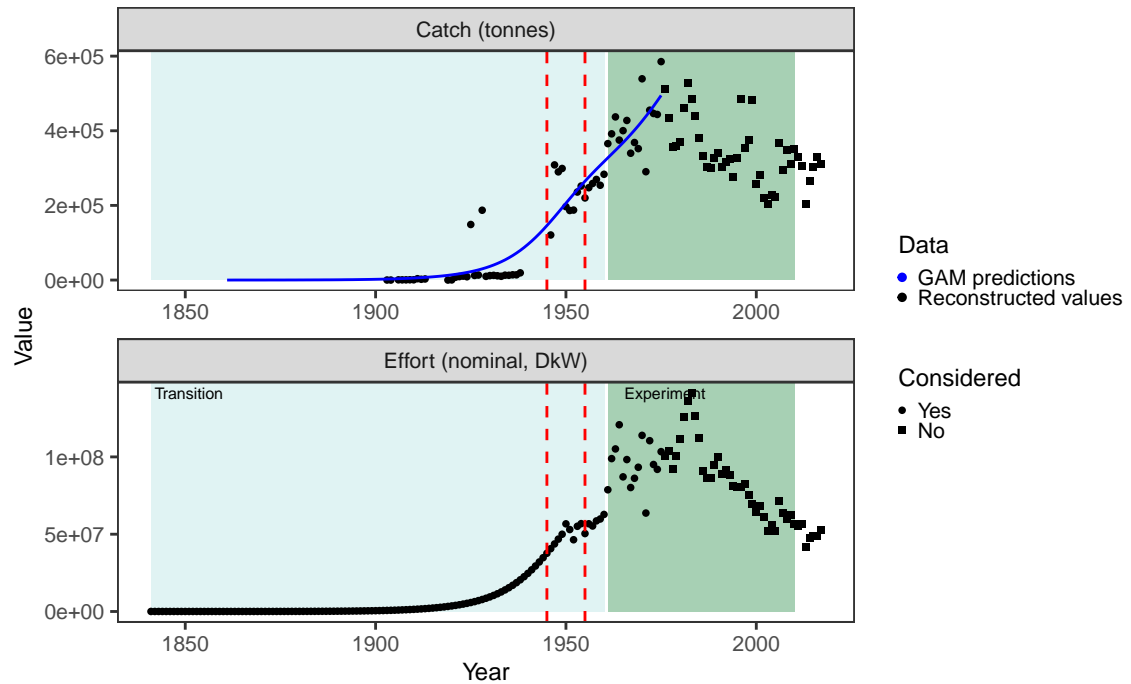 Catch (tonnes)
6e+05
4e+05
2e+05
0e+00
1850
1900
1950
2000
Value
Effort (nominal, DkW)
Transition
Experiment
1e+08
5e+07
0e+00
1850
1900
1950
2000
Year
Data
GAM predictions
Reconstructed values
Considered
Yes
No